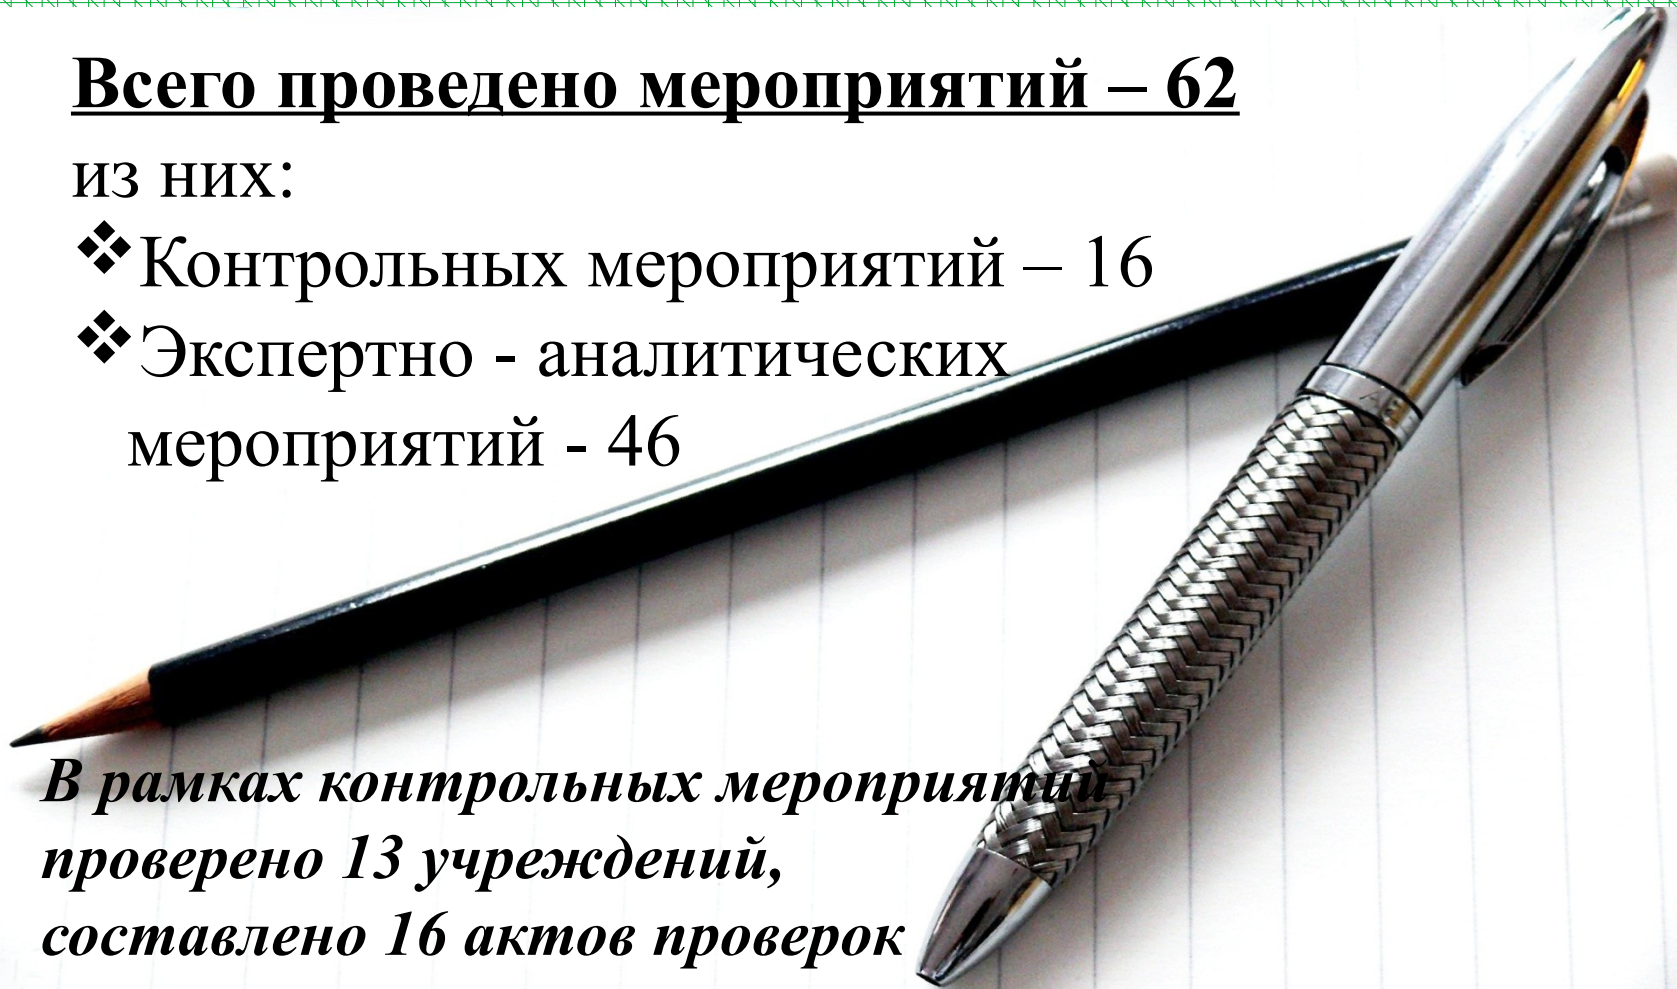 Всего проведено мероприятий – 62
из них:
❖Контрольных мероприятий – 16
❖Экспертно - аналитических
мероприятий - 46
В рамках контрольных мероприятий
проверено 13 учреждений,
составлено 16 актов проверок